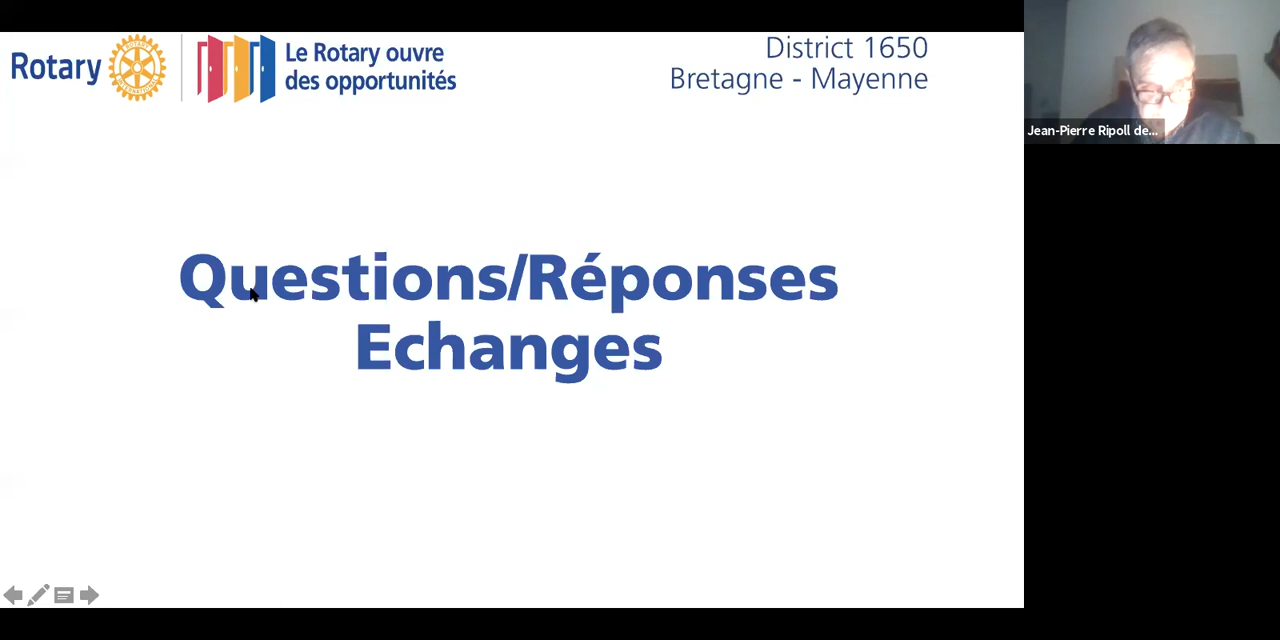 Rotary
Le Rotary ouvre
des opportunités
District 1650
Bretagne - Mayenne
Questions/Réponses
Echanges
Jean-Pierre Ripoll de...